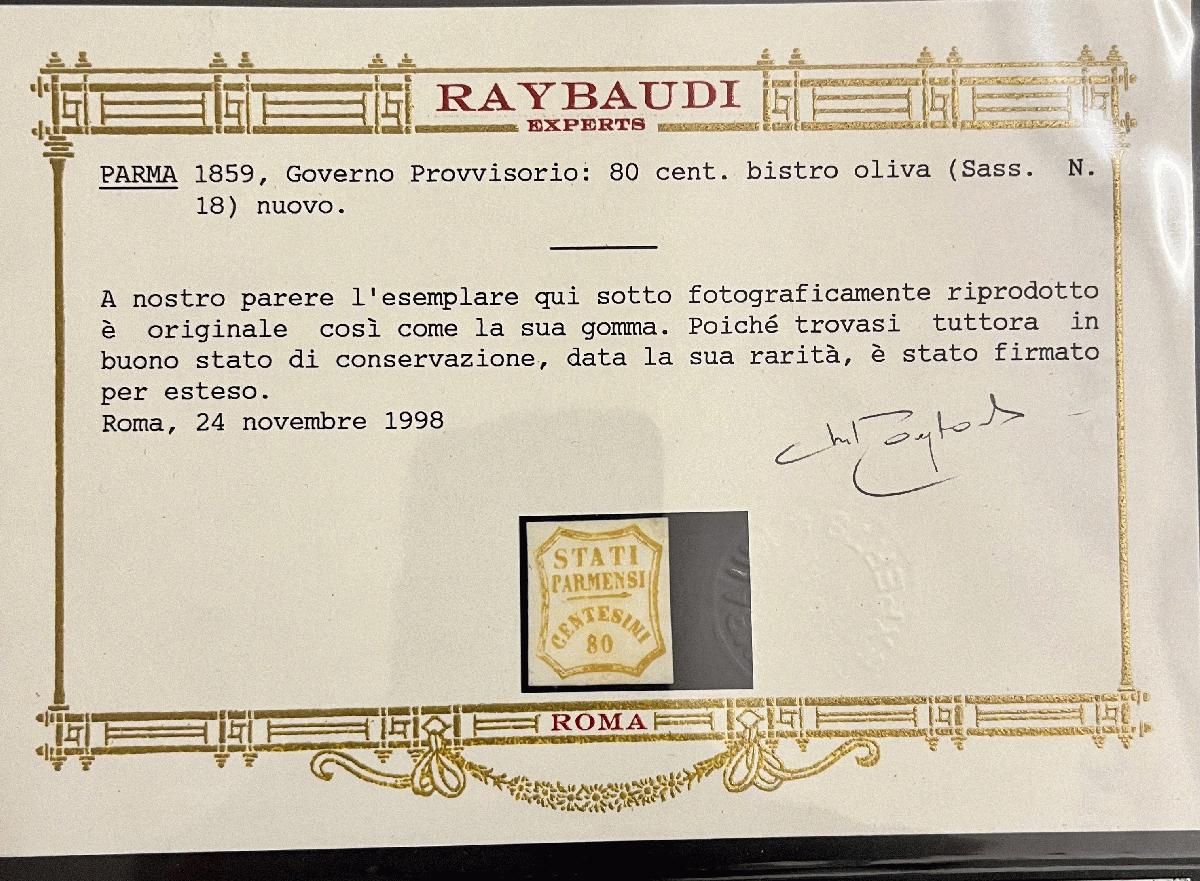 RAYBAUDI
EXPERTS
PARMA 1859, Governo Provvisorio: 80 cent. bistro oliva (Sass. N.
18) nuovo.
A nostro parere l'esemplare qui sotto fotograficamente riprodotto
è originale così come la sua gomma. Poiché trovasi tuttora in
buono stato di conservazione, data la sua rarità, è stato firmato
per esteso.
Roma, 24 novembre 1998
STATI
PARMENSI
CENTESINI
80
ROMA